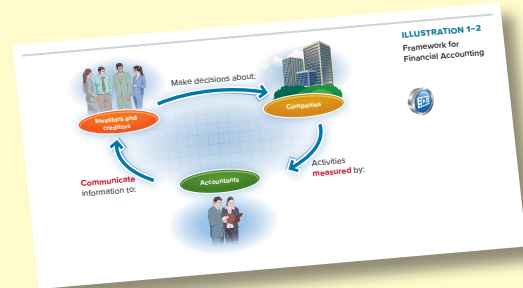 ILLUSTRATION 1–2
Framework for
Financial Accounting
Make decisions about:
Investors and
creditors
Companies
Activities
measured by:
Accountants
Communicate
information to: